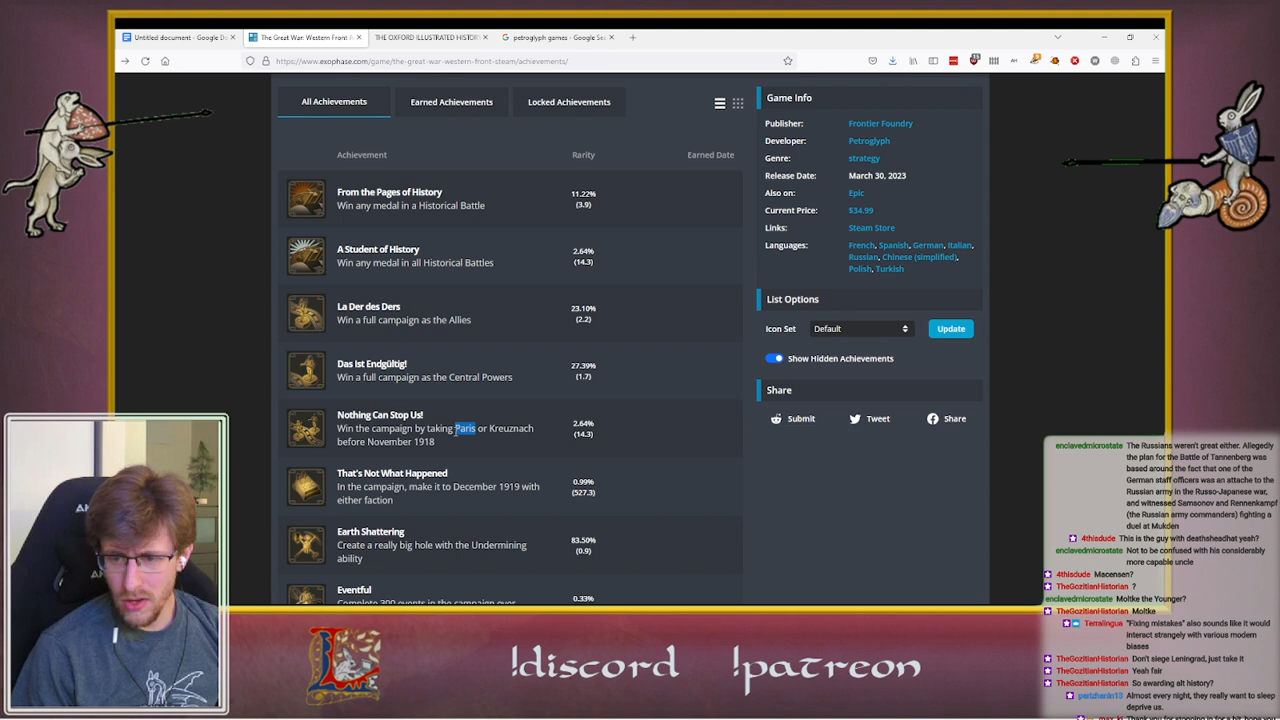 Untitled document - Google Do
The Great War: Western Front A
THE OXFORD ILLUSTRATED HISTORY
petroglyph games - Google Sea
https://www.exophase.com/game/the-great-war-western-front-steam/achievements/
All Achievements
Earned Achievements
Locked Achievements
Achievement
Rarity
Earned Date
From the Pages of History
Win any medal in a Historical Battle
11.22%
(3.9)
A Student of History
Win any medal in all Historical Battles
2.64%
(14.3)
La Der des Ders
Win a full campaign as the Allies
23.10%
(2.2)
Das ist Endgültig!
Win a full campaign as the Central Powers
27.39%
(1.7)
Nothing Can Stop Us!
Win the campaign by taking Paris or Kreuznach
before November 1918
2.64%
(14.3)
That's Not What Happened
In the campaign, make it to December 1919 with
either faction
0.99%
(527.3)
Earth Shattering
Create a really big hole with the Undermining
ability
83.50%
(0.9)
Eventful
Complete 300 events in the campaign over
0.33%
Game Info
Publisher:
Frontier Foundry
Developer:
Petroglyph
Genre:
strategy
Release Date:
March 30, 2023
Also on:
Epic
Current Price:
$34.99
Links:
Steam Store
Languages:
French, Spanish, German, Italian,
Russian, Chinese (simplified),
Polish, Turkish
List Options
Icon Set
Default
Update
Show Hidden Achievements
Share
Submit
Tweet
Share
enclavedmicrostate The Russians weren't great either. Allegedly
the plan for the Battle of Tannenberg was
based around the fact that one of the
German staff officers was an attache to the
Russian army in the Russo-Japanese war,
and witnessed Samsonov and Rennenkampf
(the Russian army commanders) fighting a
duel at Mukden
4thisdude This is the guy with deathsheadhat yeah?
enclavedmicrostate Not to be confused with his considerably
more capable uncle
4thisdude Macensen?
TheGozitianHistorian ?
enclavedmicrostate Moltke the Younger?
TheGozitianHistorian Moltke
Terralingua "Fixing mistakes" also sounds like it would
interact strangely with various modern
biases
TheGozitianHistorian Don't siege Leningrad, just take it
TheGozitianHistorian Yeah fair
TheGozitianHistorian So awarding alt history?
parizhanin13 Almost every night, they really want to sleep
deprive us.
!discord
!patreon